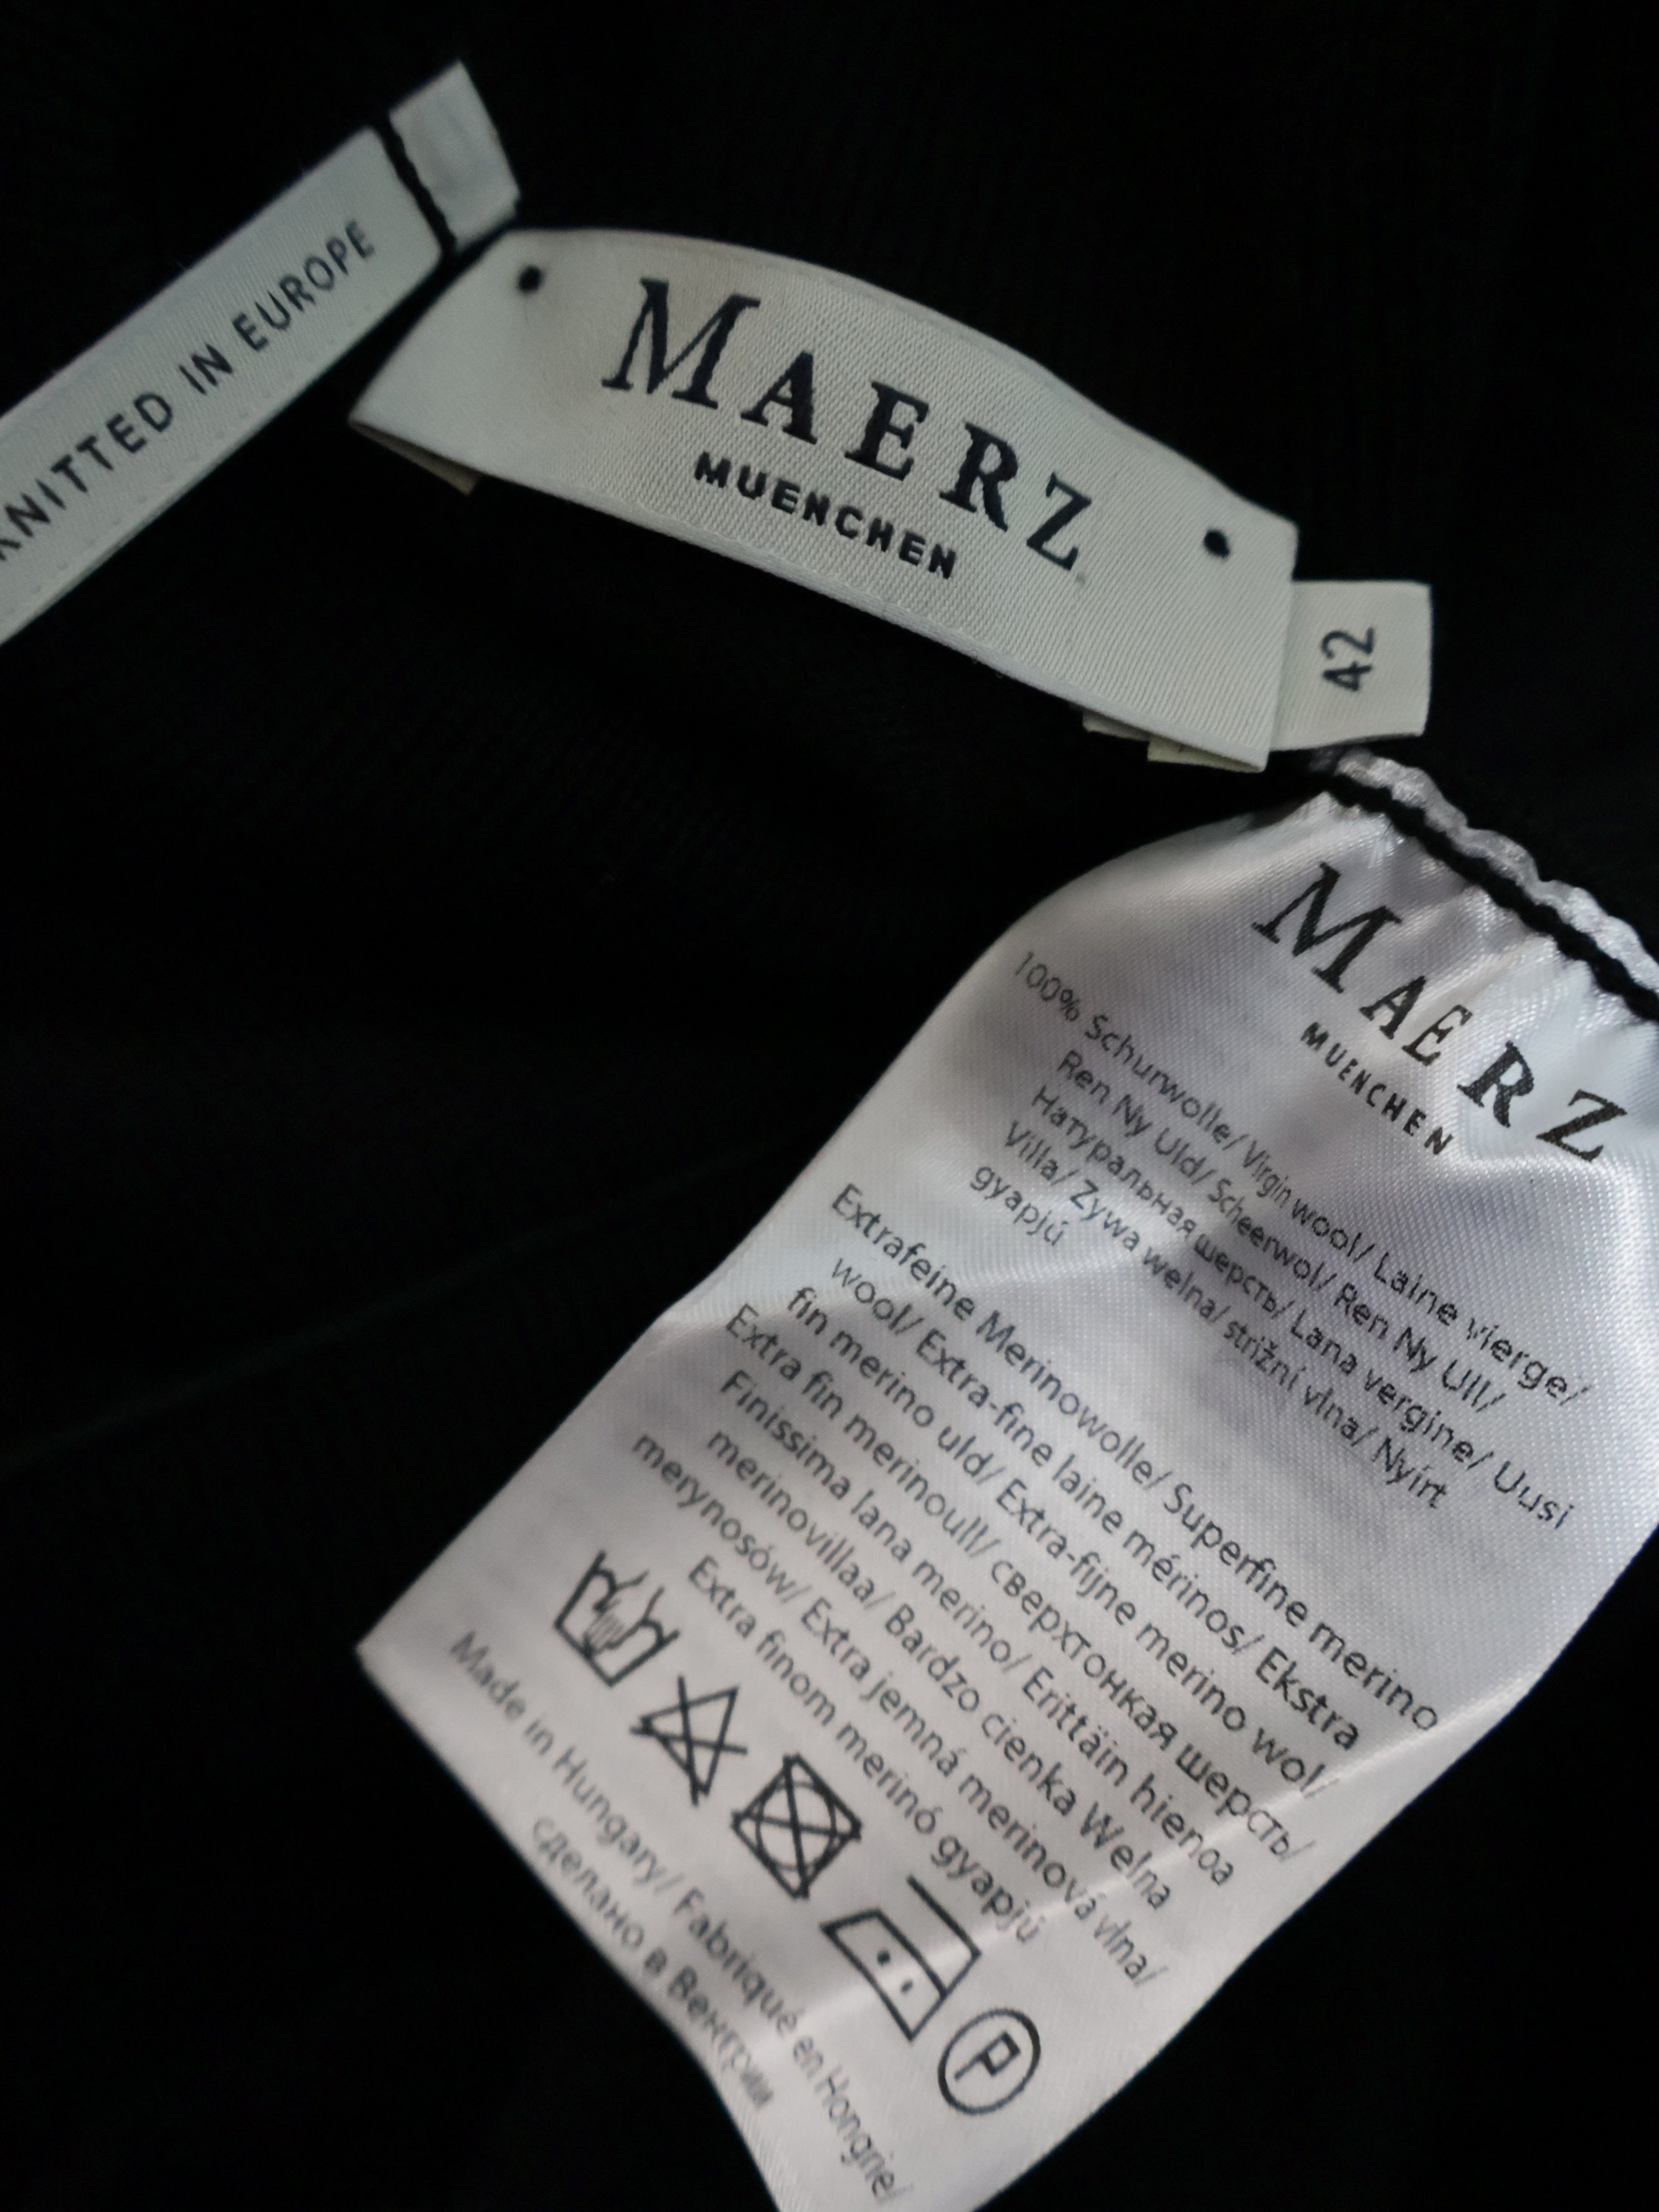 KNITTED IN EUROPE
MAERZ
MUENCHEN
42
MAERZ
MUENCHEN
100% Schurwolle/ Virgin wool/ Laine vierge/
Ren Ny Uld/ Scheerwol/ Ren Ny Ull/
Натуральная шерсть/ Lana vergine/ Uusi
Villa/ Zywa welna/ strižní vlna/ Nyírt
gyapjú
Extrafeine Merinowolle/ Superfine merino
wool/ Extra-fine laine mérinos/ Ekstra
fin merino uld/ Extra-fijne merino wol/
Extra fin merinoull/ сверхтонкая шерсть/
Finissima lana merino/ Erittäin hienoa
merinovillaa/ Bardzo cienka Welna
merynosów/ Extra jemná merinová vlna/
Extra finom merinó gyapjú
P
Made in Hungary/ Fabriqué en Hongrie/
сделано в Венгрии